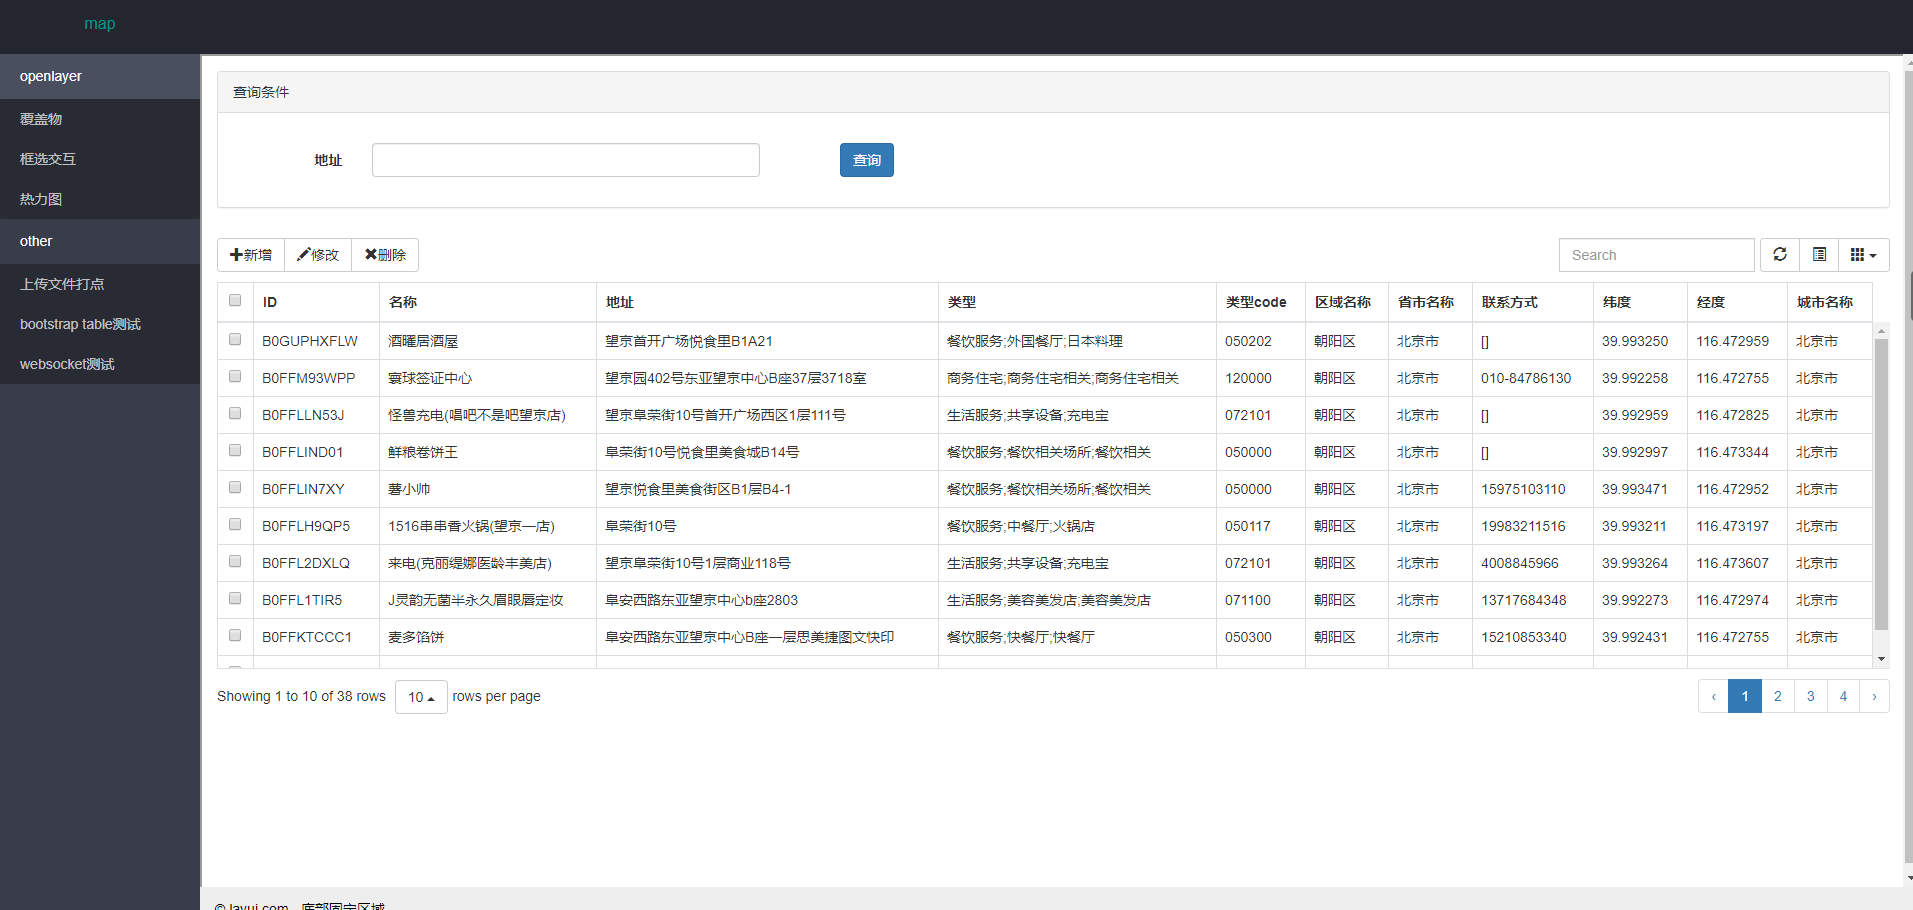 map
openlayer
覆盖物
框选交互
热力图
other
上传文件打点
bootstrap table测试
websocket测试
查询条件
地址 查询
新增 修改 删除 Search
ID 名称 地址 类型 类型code 区域名称 省市名称 联系方式 纬度 经度 城市名称
B0GUPHXFLW 酒曜居酒屋 望京首开广场悦食里B1A21 餐饮服务;外国餐厅;日本料理 050202 朝阳区 北京市 [] 39.993250 116.472959 北京市
B0FFM93WPP 寰球签证中心 望京园402号东亚望京中心B座37层3718室 商务住宅;商务住宅相关;商务住宅相关 120000 朝阳区 北京市 010-84786130 39.992258 116.472755 北京市
B0FFLLN53J 怪兽充电(唱吧不是吧望京店) 望京阜荣街10号首开广场西区1层111号 生活服务;共享设备;充电宝 072101 朝阳区 北京市 [] 39.992959 116.472825 北京市
B0FFLIND01 鲜粮卷饼王 阜荣街10号悦食里美食城B14号 餐饮服务;餐饮相关场所;餐饮相关 050000 朝阳区 北京市 [] 39.992997 116.473344 北京市
B0FFLIN7XY 薯小帅 望京悦食里美食街区B1层B4-1 餐饮服务;餐饮相关场所;餐饮相关 050000 朝阳区 北京市 15975103110 39.993471 116.472952 北京市
B0FFLH9QP5 1516串串香火锅(望京一店) 阜荣街10号 餐饮服务;中餐厅;火锅店 050117 朝阳区 北京市 19983211516 39.993211 116.473197 北京市
B0FFL2DXLQ 来电(克丽缇娜医龄丰美店) 望京阜荣街10号1层商业118号 生活服务;共享设备;充电宝 072101 朝阳区 北京市 4008845966 39.993264 116.473607 北京市
B0FFL1TIR5 J灵韵无菌半永久眉眼唇定妆 阜安西路东亚望京中心b座2803 生活服务;美容美发店;美容美发店 071100 朝阳区 北京市 13717684348 39.992273 116.472974 北京市
B0FFKTCCC1 麦多馅饼 阜安西路东亚望京中心B座一层思美捷图文快印 餐饮服务;快餐厅;快餐厅 050300 朝阳区 北京市 15210853340 39.992431 116.472755 北京市
Showing 1 to 10 of 38 rows 10 rows per page ‹ 1 2 3 4 ›
© layui.com - 底部固定区域